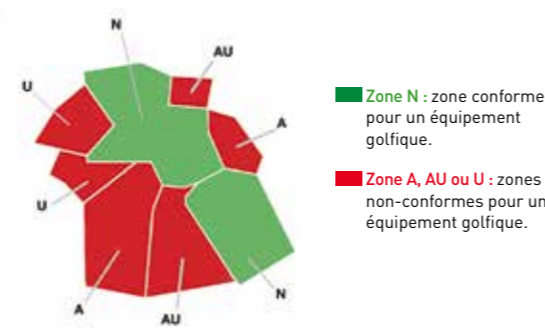 N
AU
U
A
U
A
AU
N
Zone N : zone conforme
pour un équipement
golfique.
Zone A, AU ou U : zones
non-conformes pour un
équipement golfique.